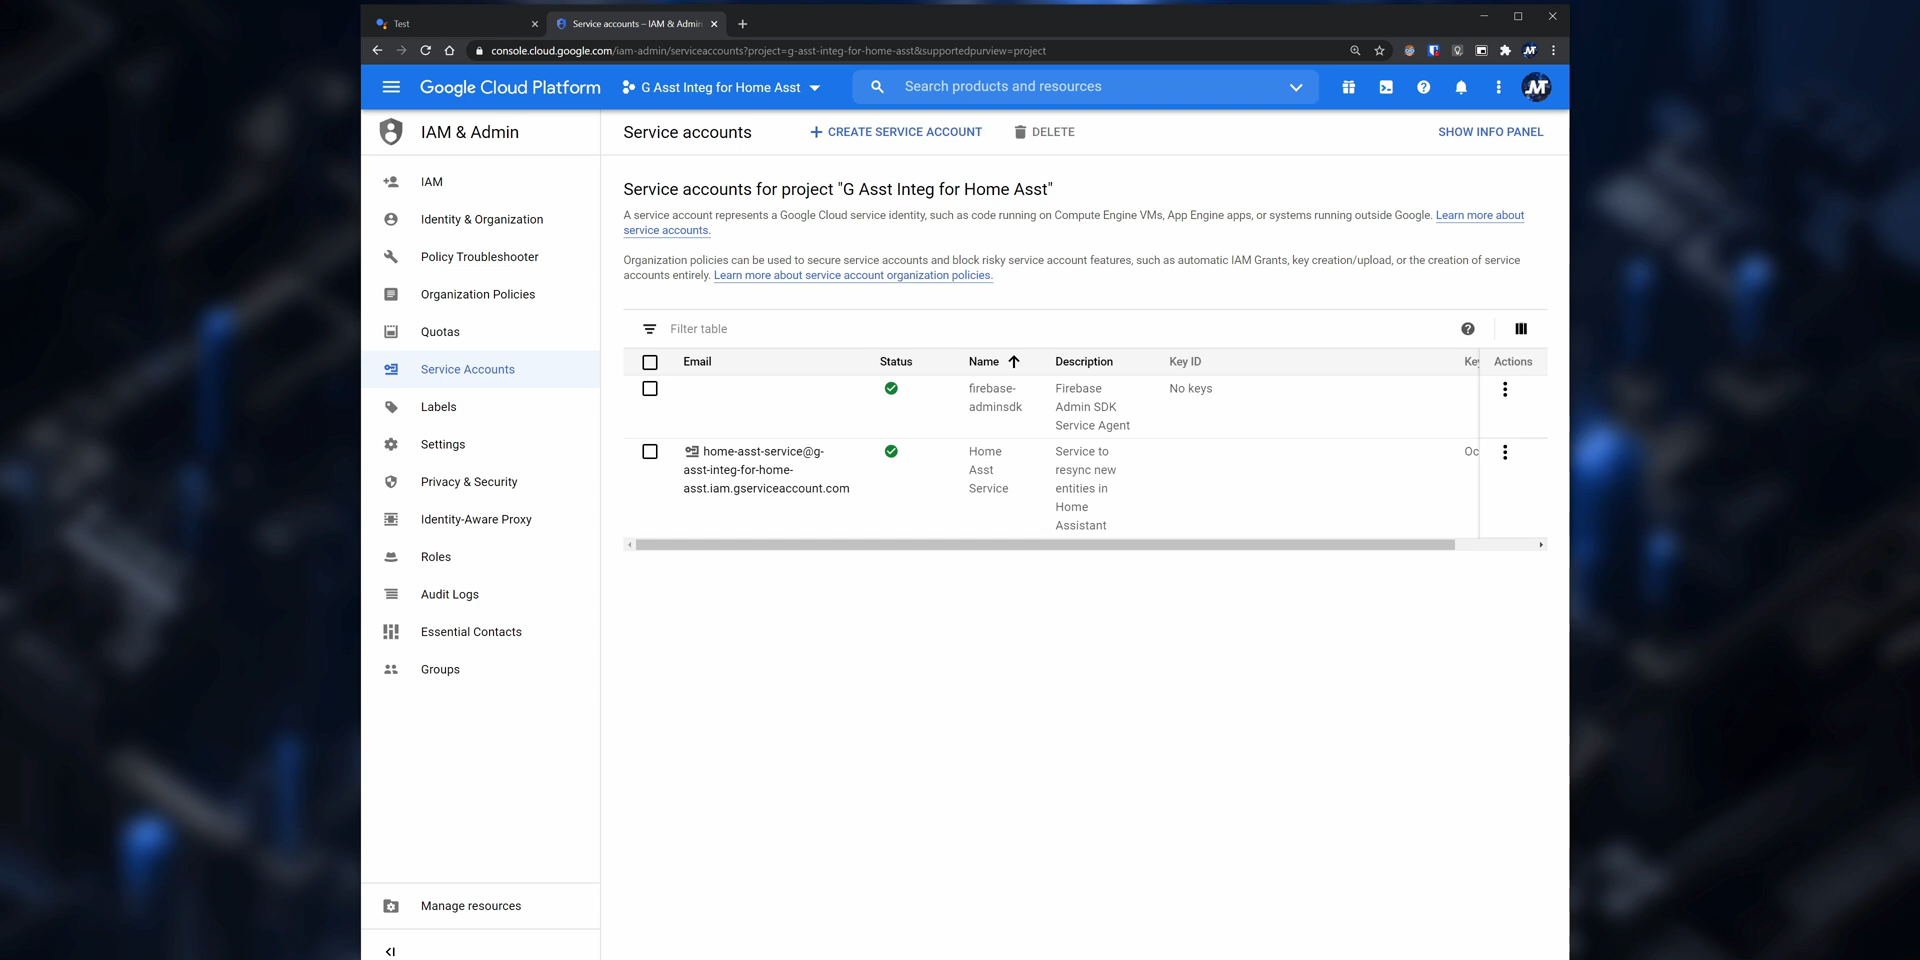 Test
Service accounts – IAM & Admin
console.cloud.google.com/iam-admin/serviceaccounts?project=g-asst-integ-for-home-asst&supportedpurview=project
Google Cloud Platform
G Asst Integ for Home Asst
Search products and resources
IAM & Admin
Service accounts
CREATE SERVICE ACCOUNT
DELETE
SHOW INFO PANEL
IAM
Identity & Organization
Policy Troubleshooter
Organization Policies
Quotas
Service Accounts
Labels
Settings
Privacy & Security
Identity-Aware Proxy
Roles
Audit Logs
Essential Contacts
Groups
Manage resources
Service accounts for project "G Asst Integ for Home Asst"
A service account represents a Google Cloud service identity, such as code running on Compute Engine VMs, App Engine apps, or systems running outside Google. Learn more about
service accounts.
Organization policies can be used to secure service accounts and block risky service account features, such as automatic IAM Grants, key creation/upload, or the creation of service
accounts entirely. Learn more about service account organization policies.
Filter table
Email Status Name Description Key ID Key Actions
firebase-
adminsdk
Firebase
Admin SDK
Service Agent
No keys
home-asst-service@g-
asst-integ-for-home-
asst.iam.gserviceaccount.com
Home
Asst
Service
Service to
resync new
entities in
Home
Assistant
Oc